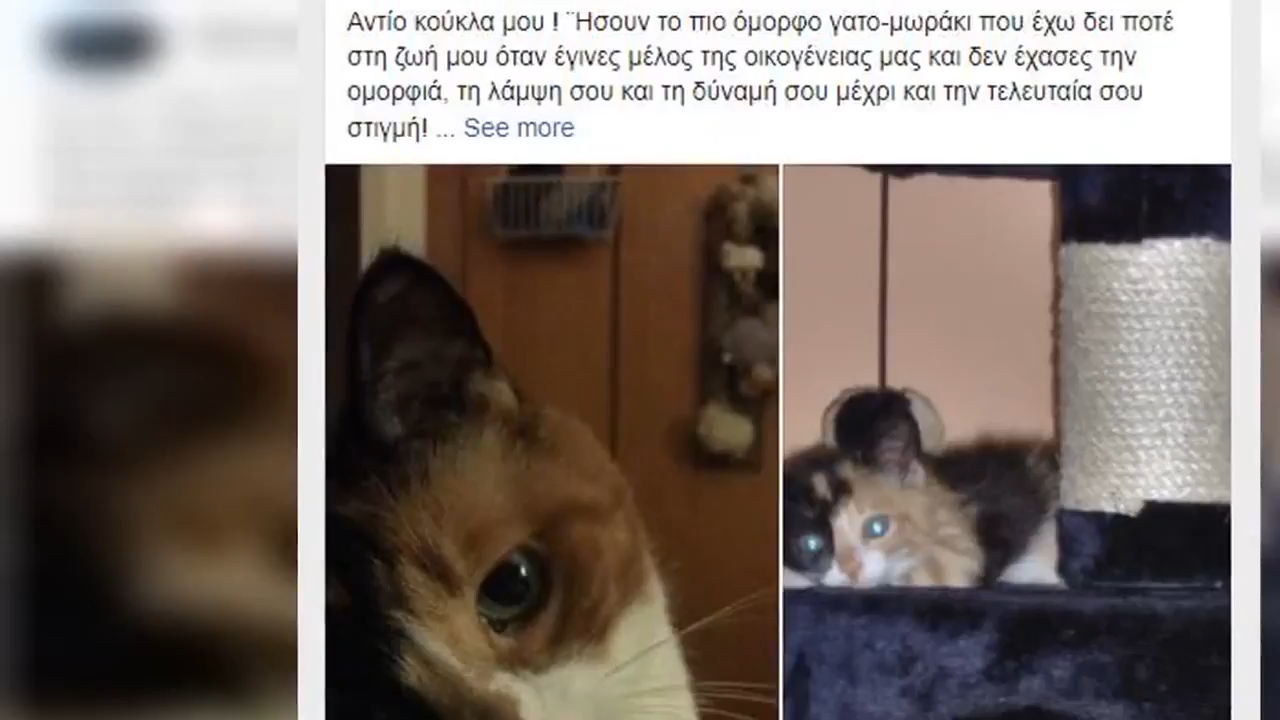 Αντίο κούκλα μου ! ¨Ησουν το πιο όμορφο γατο-μωράκι που έχω δει ποτέ
στη ζωή μου όταν έγινες μέλος της οικογένειας μας και δεν έχασες την
ομορφιά, τη λάμψη σου και τη δύναμή σου μέχρι και την τελευταία σου
στιγμή! ... See more